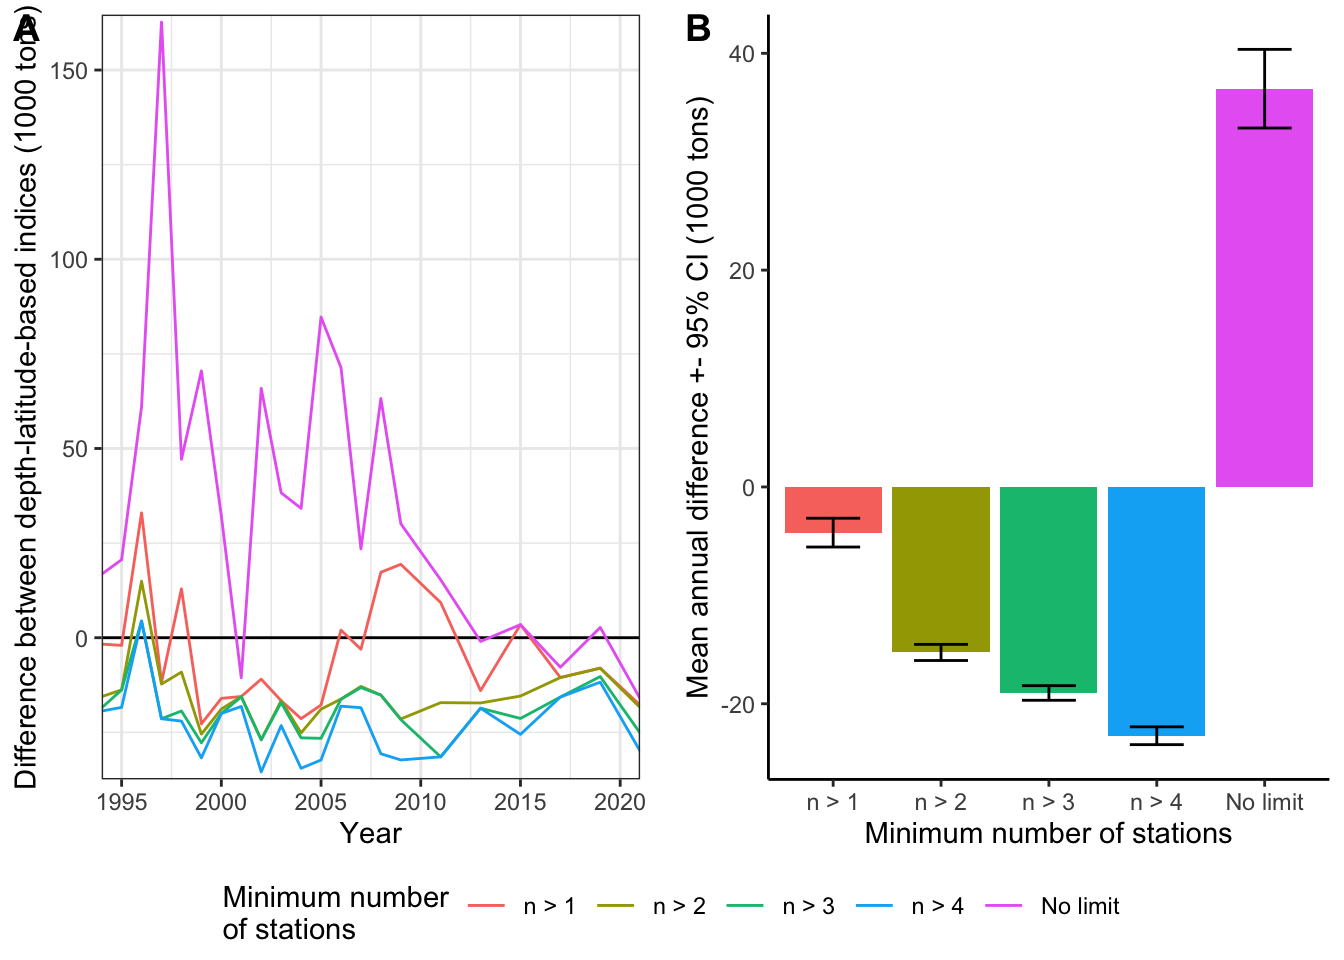 A
Difference between depth-latitude-based indices (1000 tons)
150
100
50
0
1995 2000 2005 2010 2015 2020
Year
B
Mean annual difference +- 95% CI (1000 tons)
40
20
0
-20
n > 1 n > 2 n > 3 n > 4 No limit
Minimum number of stations
Minimum number
of stations
n > 1 n > 2 n > 3 n > 4 No limit